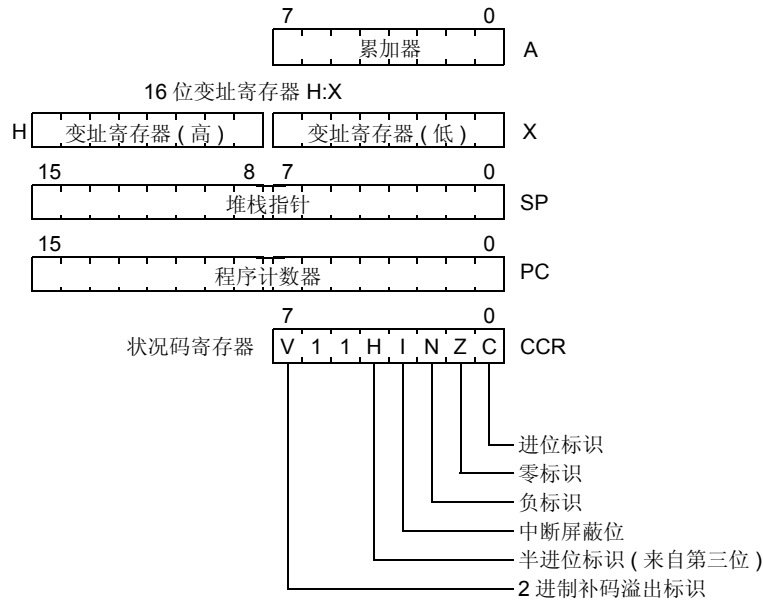 7 0
累加器 A
16 位变址寄存器 H:X
H 变址寄存器 ( 高 ) 变址寄存器 ( 低 ) X
15 8 7 0
堆栈指针 SP
15 0
程序计数器 PC
7 0
状况码寄存器 V 1 1 H I N Z C CCR
进位标识
零标识
负标识
中断屏蔽位
半进位标识 ( 来自第三位 )
2 进制补码溢出标识